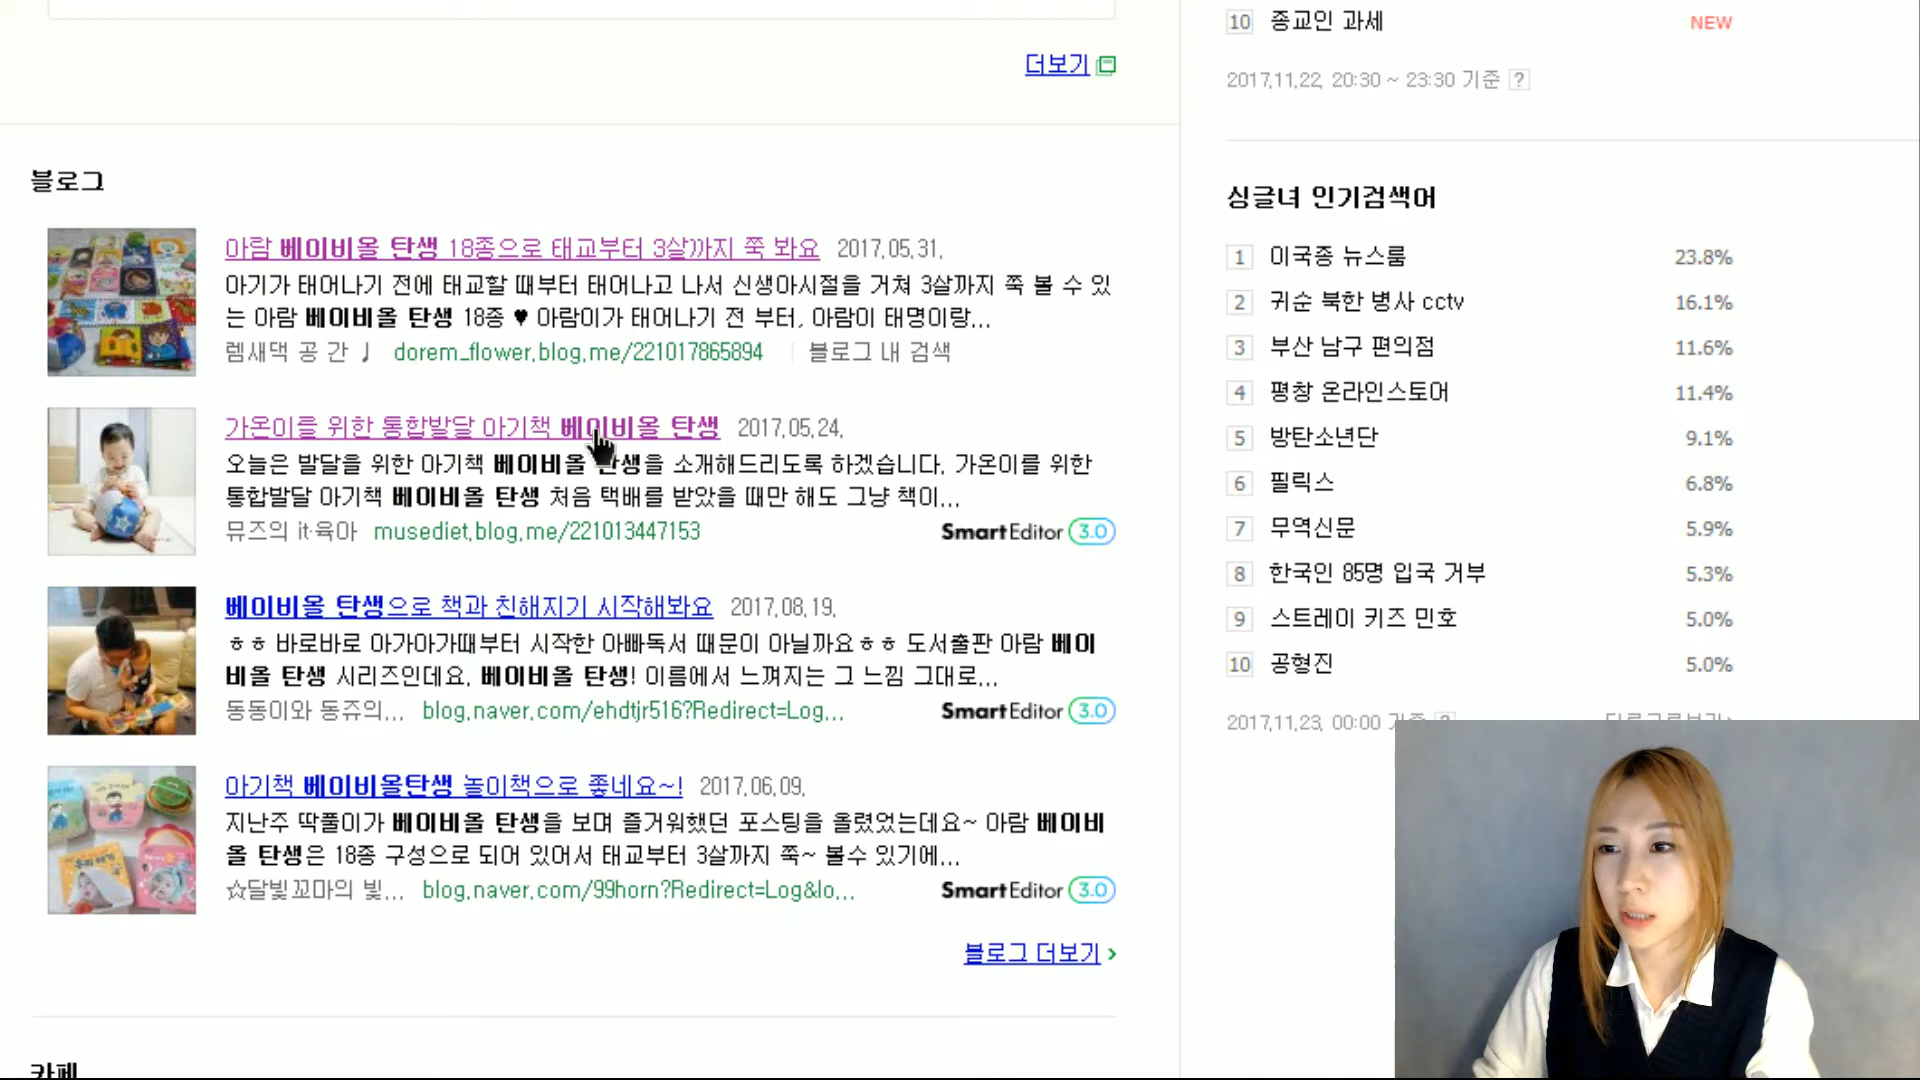 더보기
블로그
아람 베이비올 탄생 18종으로 태교부터 3살까지 쭉 봐요 2017.05.31.
아기가 태어나기 전에 태교할 때부터 태어나고 나서 신생아시절을 거쳐 3살까지 쭉 볼 수 있
는 아람 베이비올 탄생 18종 ♥ 아람이가 태어나기 전 부터, 아람이 태명이랑...
렘새댁 공 간 ♩ dorem_flower.blog.me/221017865894 블로그 내 검색
가온이를 위한 통합발달 아기책 베이비올 탄생 2017.05.24.
오늘은 발달을 위한 아기책 베이비올 탄생을 소개해드리도록 하겠습니다. 가온이를 위한
통합발달 아기책 베이비올 탄생 처음 택배를 받았을 때만 해도 그냥 책이...
뮤즈의 it·육아 musediet.blog.me/221013447153 SmartEditor 3.0
베이비올 탄생으로 책과 친해지기 시작해봐요 2017.08.19.
ㅎㅎ 바로바로 아가아가때부터 시작한 아빠독서 때문이 아닐까요ㅎㅎ 도서출판 아람 베이
비올 탄생 시리즈인데요. 베이비올 탄생! 이름에서 느껴지는 그 느낌 그대로...
동동이와 동쥬의... blog.naver.com/ehdtjr516?Redirect=Log... SmartEditor 3.0
아기책 베이비올탄생 놀이책으로 좋네요~! 2017.06.09.
지난주 딱풀이가 베이비올 탄생을 보며 즐거워했던 포스팅을 올렸었는데요~ 아람 베이비
올 탄생은 18종 구성으로 되어 있어서 태교부터 3살까지 쭉~ 볼수 있기에...
☆달빛꼬마의 빛... blog.naver.com/99horn?Redirect=Log&lo... SmartEditor 3.0
블로그 더보기
카페
10 종교인 과세 NEW
2017.11.22. 20:30 ~ 23:30 기준 ?
싱글녀 인기검색어
1 이국종 뉴스룸 23.8%
2 귀순 북한 병사 cctv 16.1%
3 부산 남구 편의점 11.6%
4 평창 온라인스토어 11.4%
5 방탄소년단 9.1%
6 필릭스 6.8%
7 무역신문 5.9%
8 한국인 85명 입국 거부 5.3%
9 스트레이 키즈 민호 5.0%
10 공형진 5.0%
2017.11.23. 00:00 기준